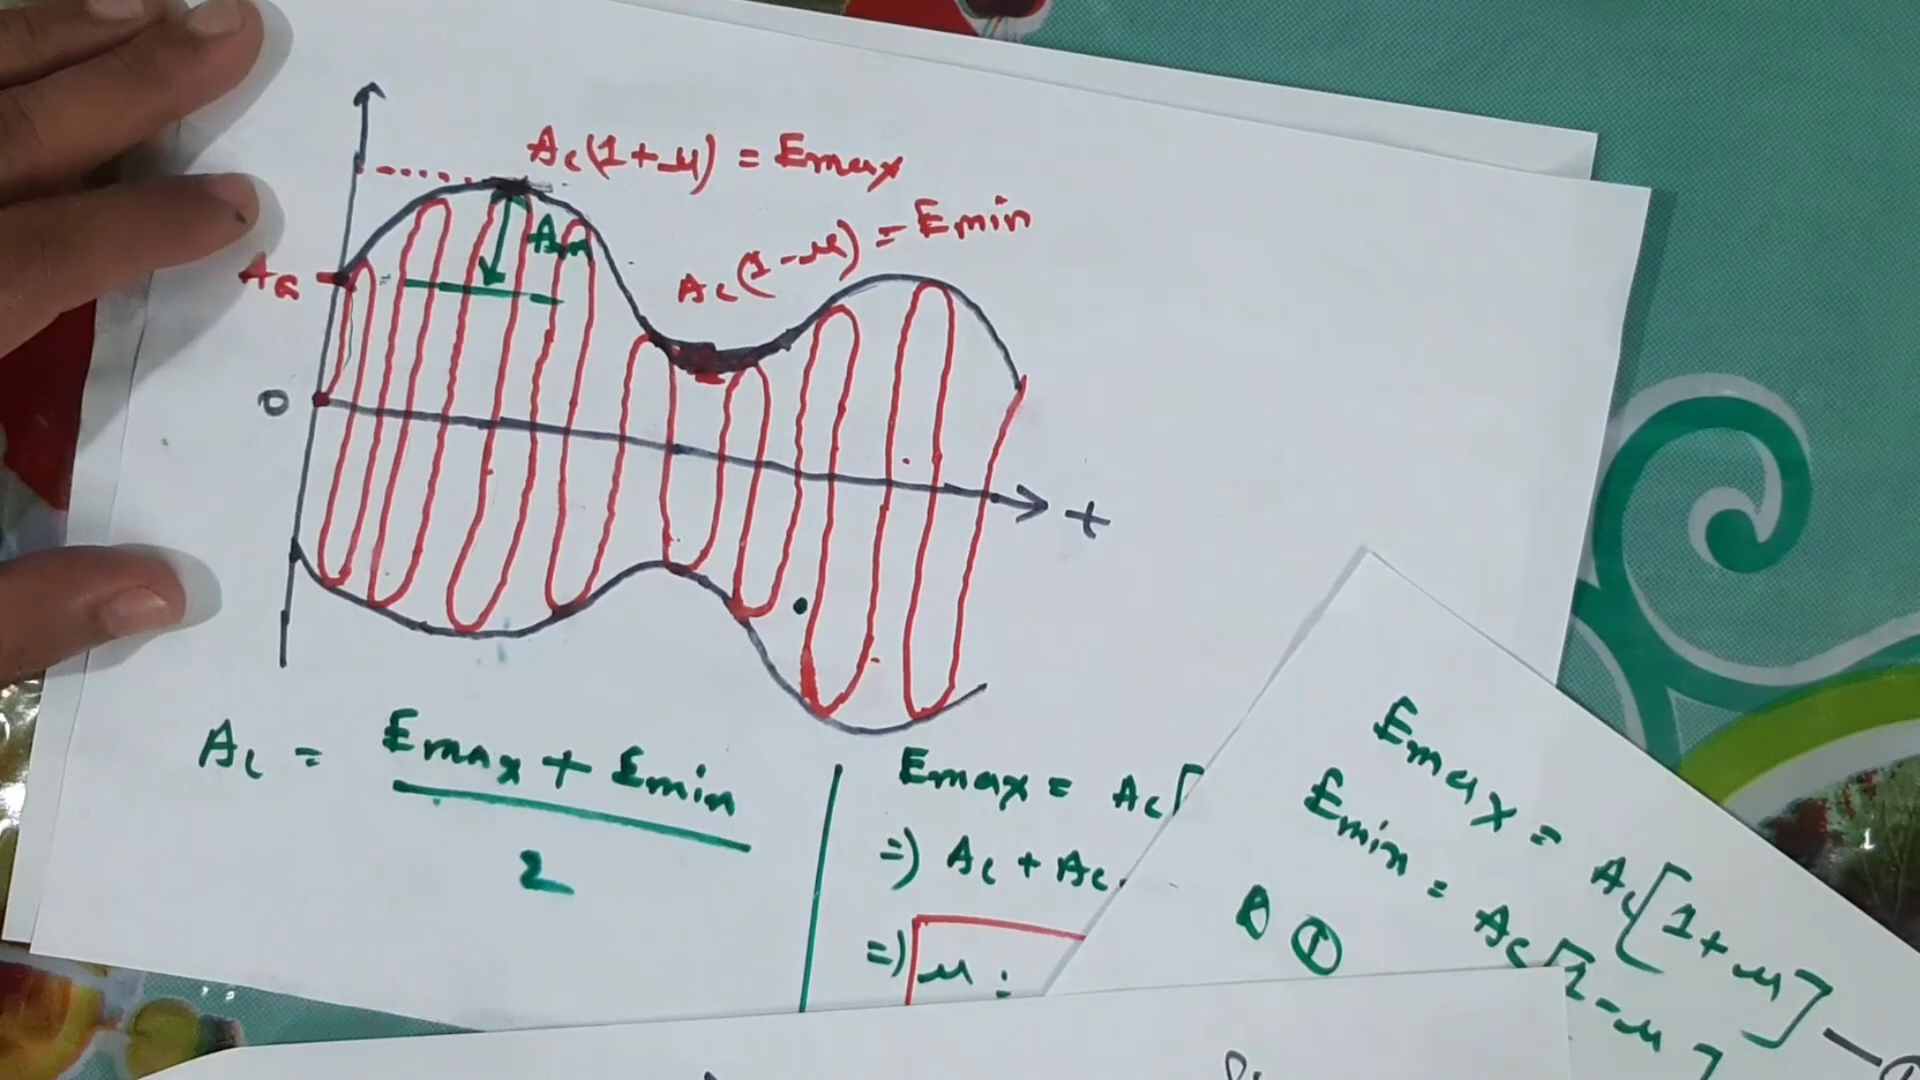 Ac(1+μ) = Emax
Ac(1-μ) = Emin
Am
Ac
0
t
Ac = Emax + Emin
2
Emax = Ac[
=) Ac + Ac
=) μ =
Emax = Ac[1+μ] —
Emin = Ac[1-μ]
①